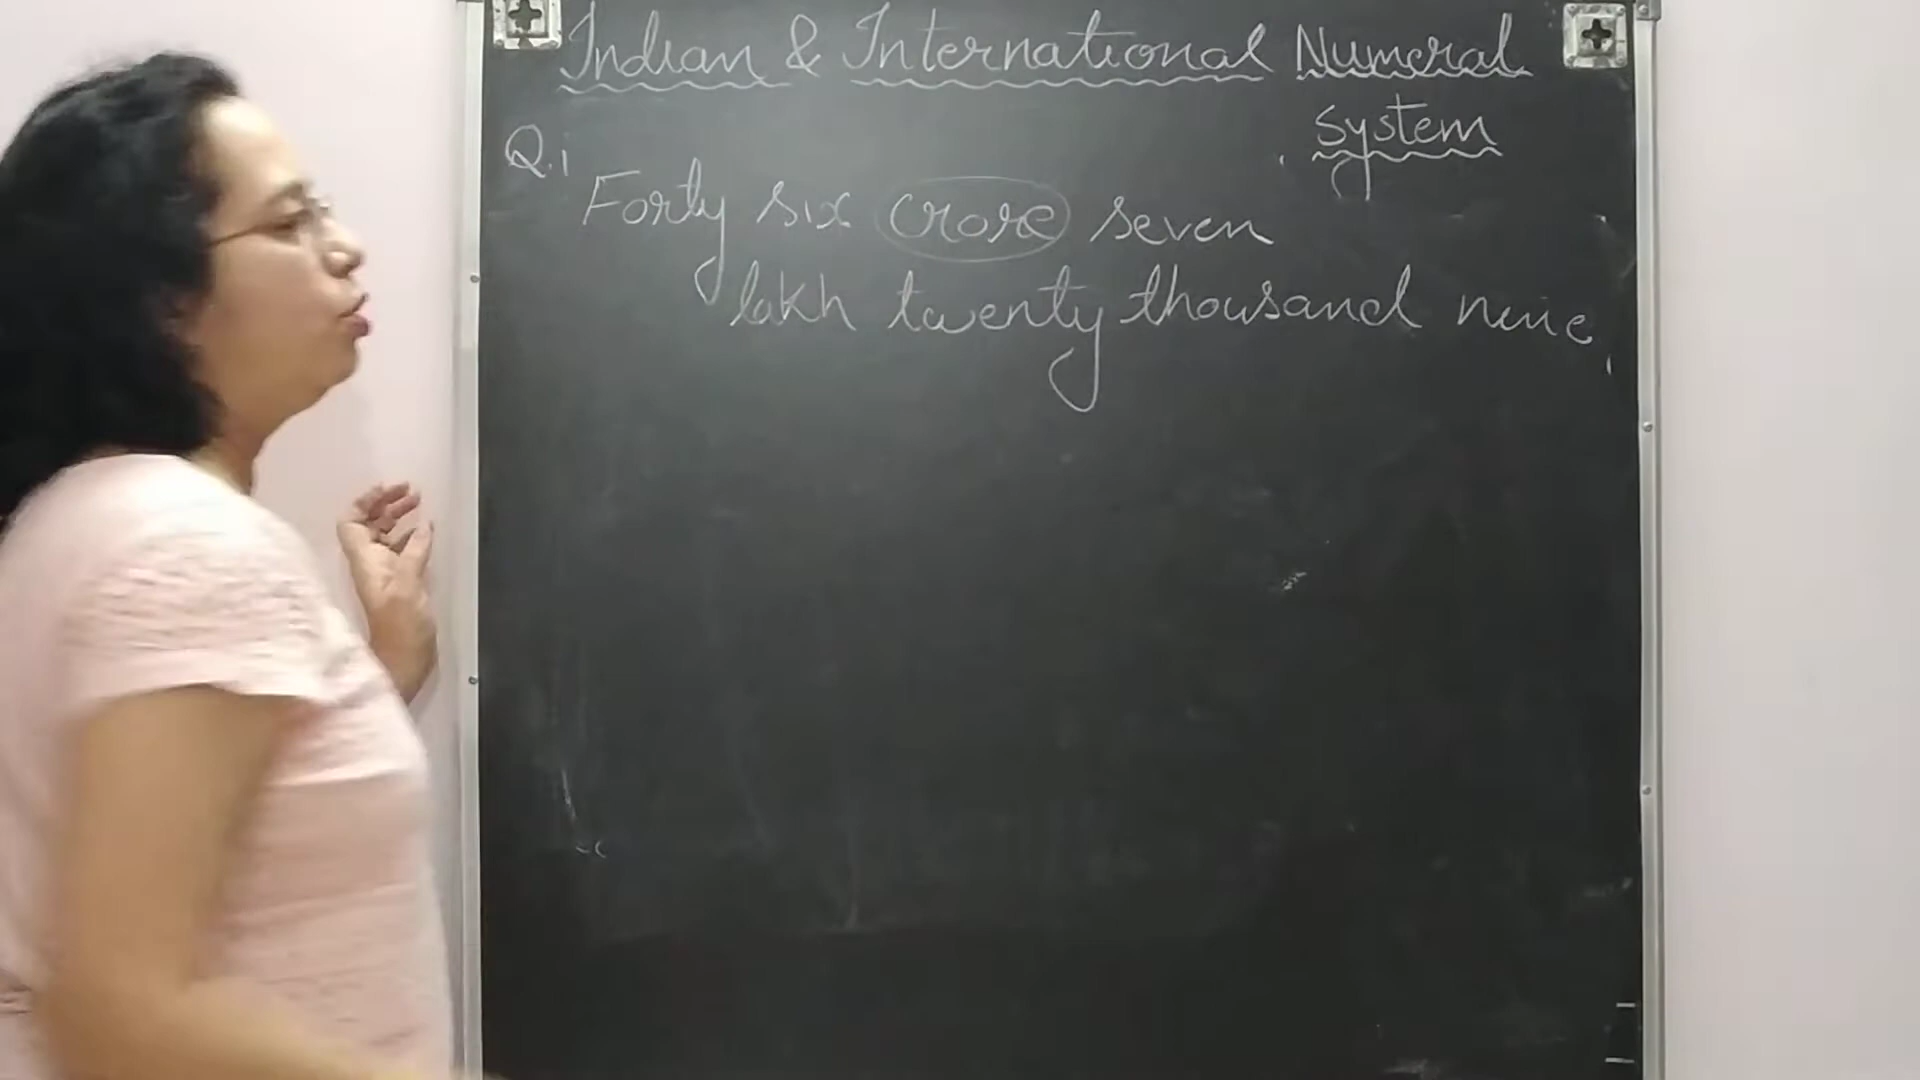 Indian & International Numeral
system
Q.1
Forty six crore seven
lakh twenty thousand nine